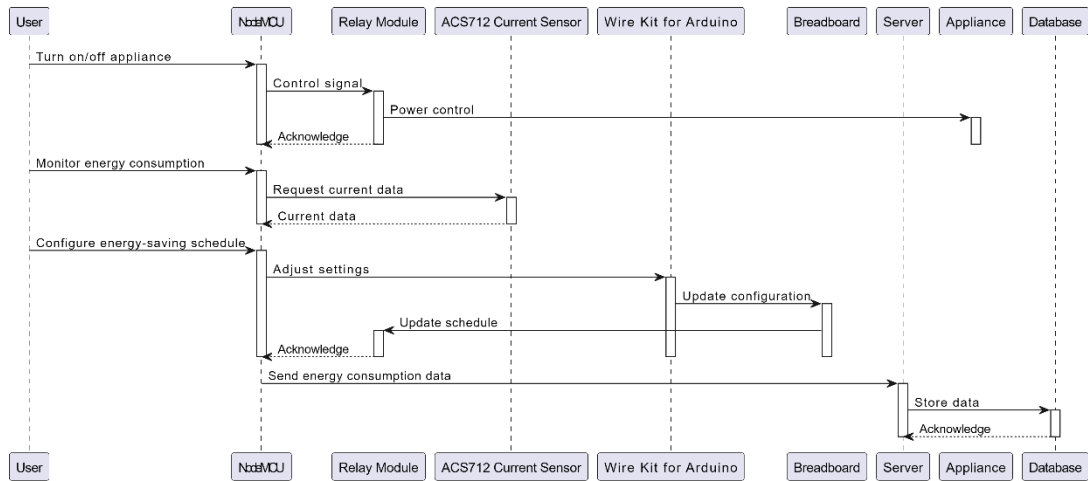 User NodeMCU Relay Module ACS712 Current Sensor Wire Kit for Arduino Breadboard Server Appliance Database
Turn on/off appliance
Control signal
Power control
Acknowledge
Monitor energy consumption
Request current data
Current data
Configure energy-saving schedule
Adjust settings
Update configuration
Update schedule
Acknowledge
Send energy consumption data
Store data
Acknowledge
User NodeMCU Relay Module ACS712 Current Sensor Wire Kit for Arduino Breadboard Server Appliance Database